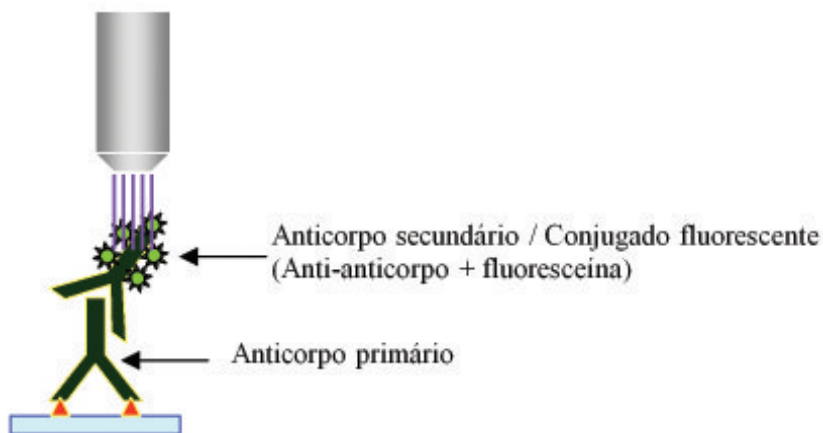 Anticorpo secundário / Conjugado fluorescente
(Anti-anticorpo + fluoresceína)
Anticorpo primário